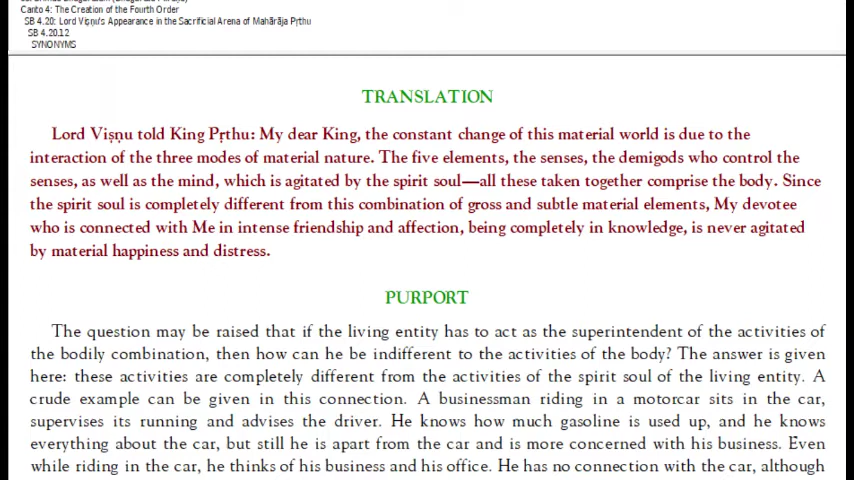 Canto 4: The Creation of the Fourth Order
SB 4.20: Lord Viṣṇu's Appearance in the Sacrificial Arena of Mahārāja Pṛthu
SB 4.20.12
SYNONYMS
TRANSLATION
Lord Viṣṇu told King Pṛthu: My dear King, the constant change of this material world is due to the
interaction of the three modes of material nature. The five elements, the senses, the demigods who control the
senses, as well as the mind, which is agitated by the spirit soul—all these taken together comprise the body. Since
the spirit soul is completely different from this combination of gross and subtle material elements, My devotee
who is connected with Me in intense friendship and affection, being completely in knowledge, is never agitated
by material happiness and distress.
PURPORT
The question may be raised that if the living entity has to act as the superintendent of the activities of
the bodily combination, then how can he be indifferent to the activities of the body? The answer is given
here: these activities are completely different from the activities of the spirit soul of the living entity. A
crude example can be given in this connection. A businessman riding in a motorcar sits in the car,
supervises its running and advises the driver. He knows how much gasoline is used up, and he knows
everything about the car, but still he is apart from the car and is more concerned with his business. Even
while riding in the car, he thinks of his business and his office. He has no connection with the car, although